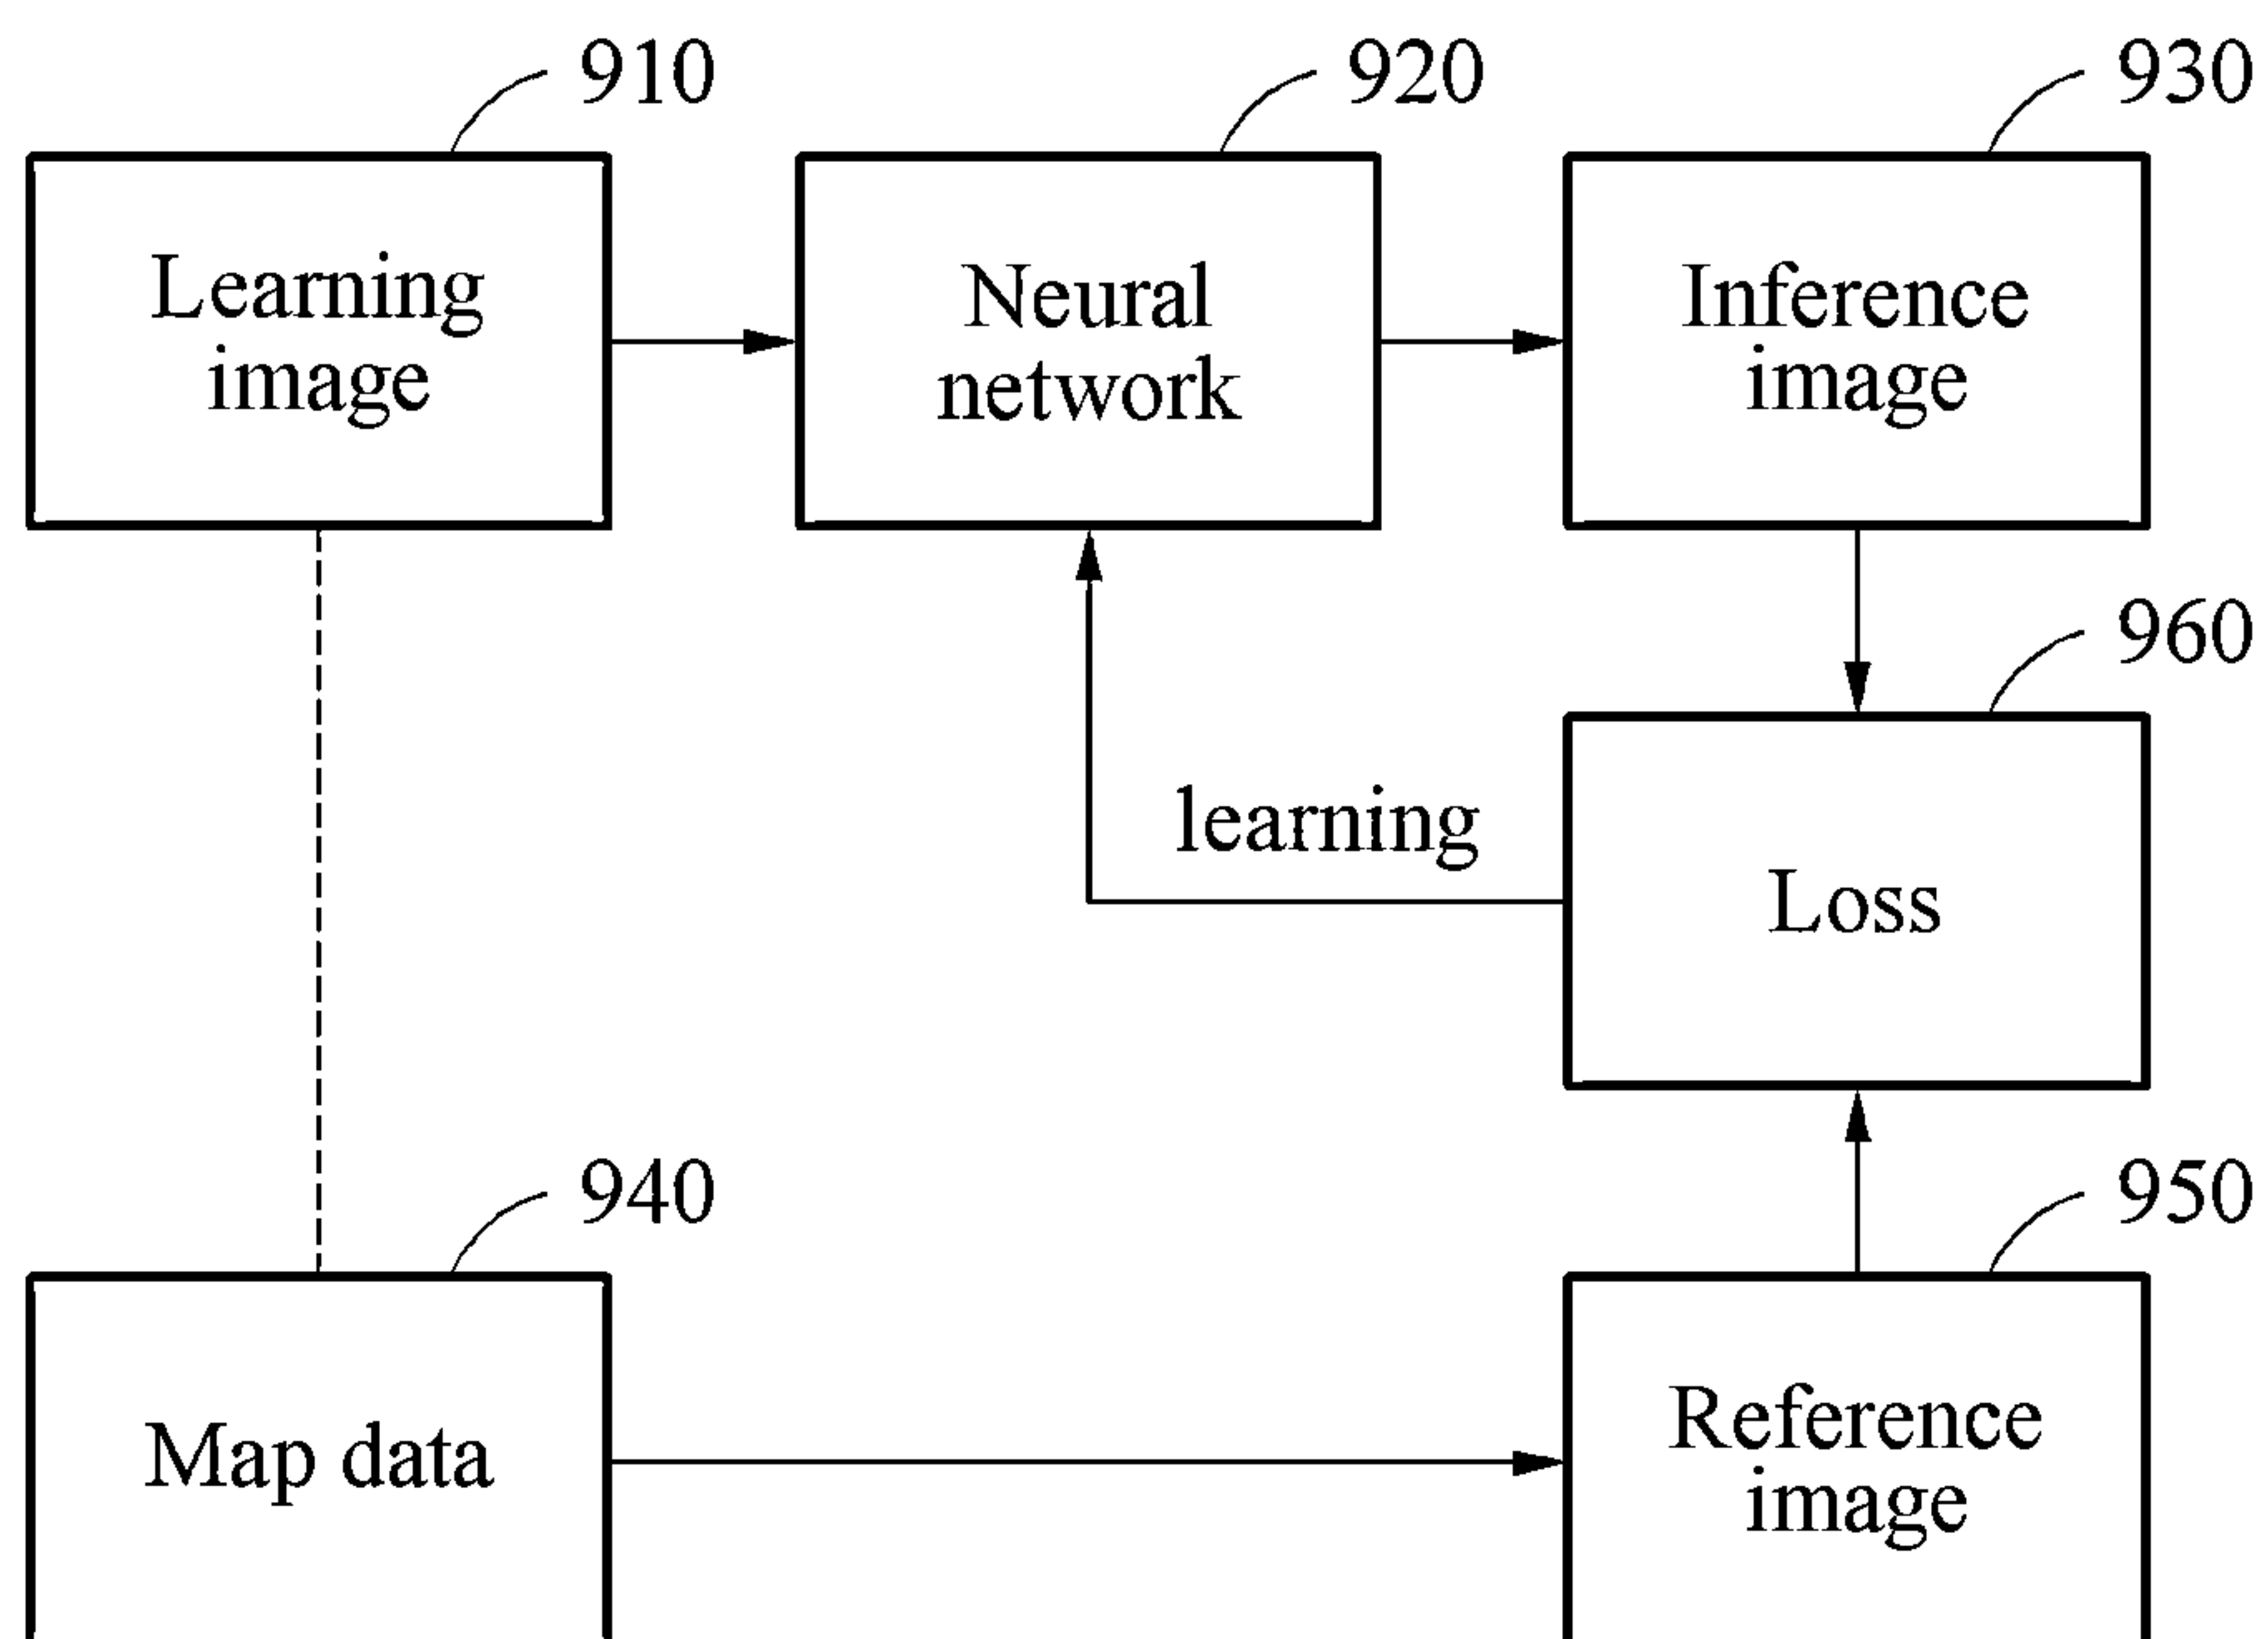 910
920
930
Learning
image
Neural
network
Inference
image
960
learning
Loss
940
950
Map data
Reference
image